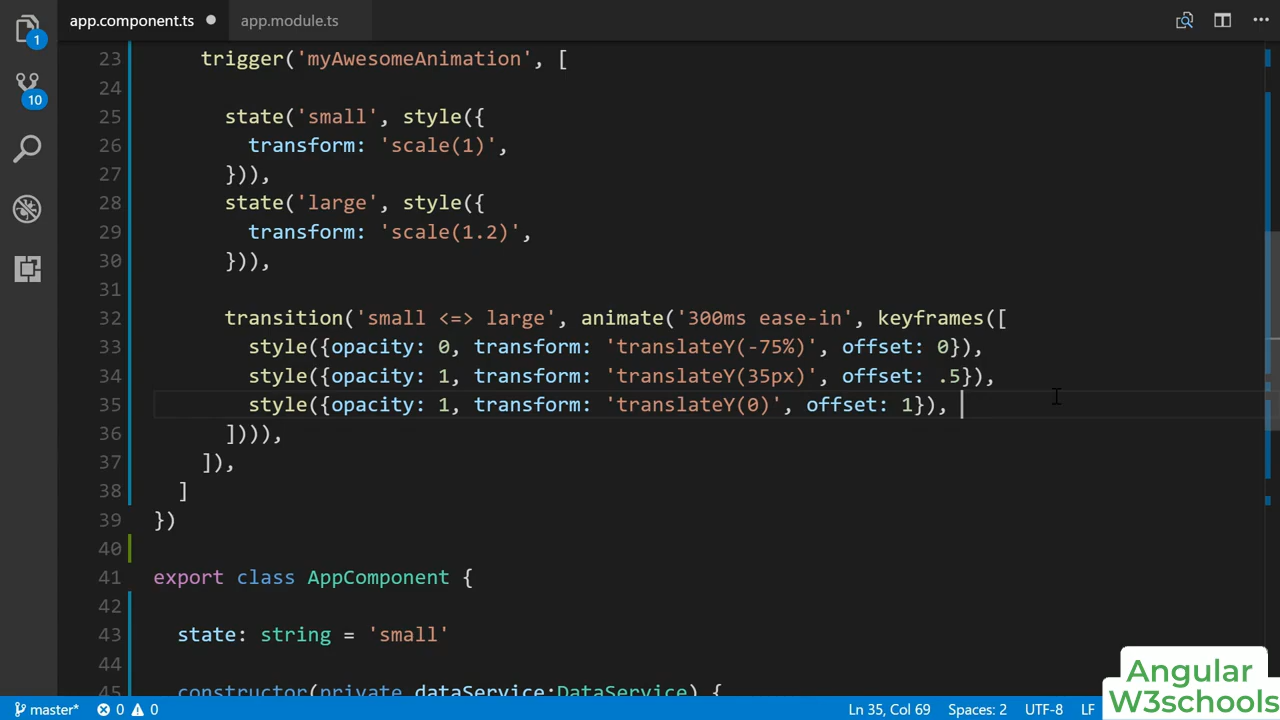 app.component.ts
app.module.ts
1
10
23 trigger('myAwesomeAnimation', [
24
25 state('small', style({
26 transform: 'scale(1)',
27 })),
28 state('large', style({
29 transform: 'scale(1.2)',
30 })),
31
32 transition('small <=> large', animate('300ms ease-in', keyframes([
33 style({opacity: 0, transform: 'translateY(-75%)', offset: 0}),
34 style({opacity: 1, transform: 'translateY(35px)', offset: .5}),
35 style({opacity: 1, transform: 'translateY(0)', offset: 1}),
36 ]))),
37 ]),
38 ]
39 })
40
41 export class AppComponent {
42
43 state: string = 'small'
44
45 constructor(private dataService:DataService) {
master* 0 0 Ln 35, Col 69 Spaces: 2 UTF-8 LF
Angular
W3schools